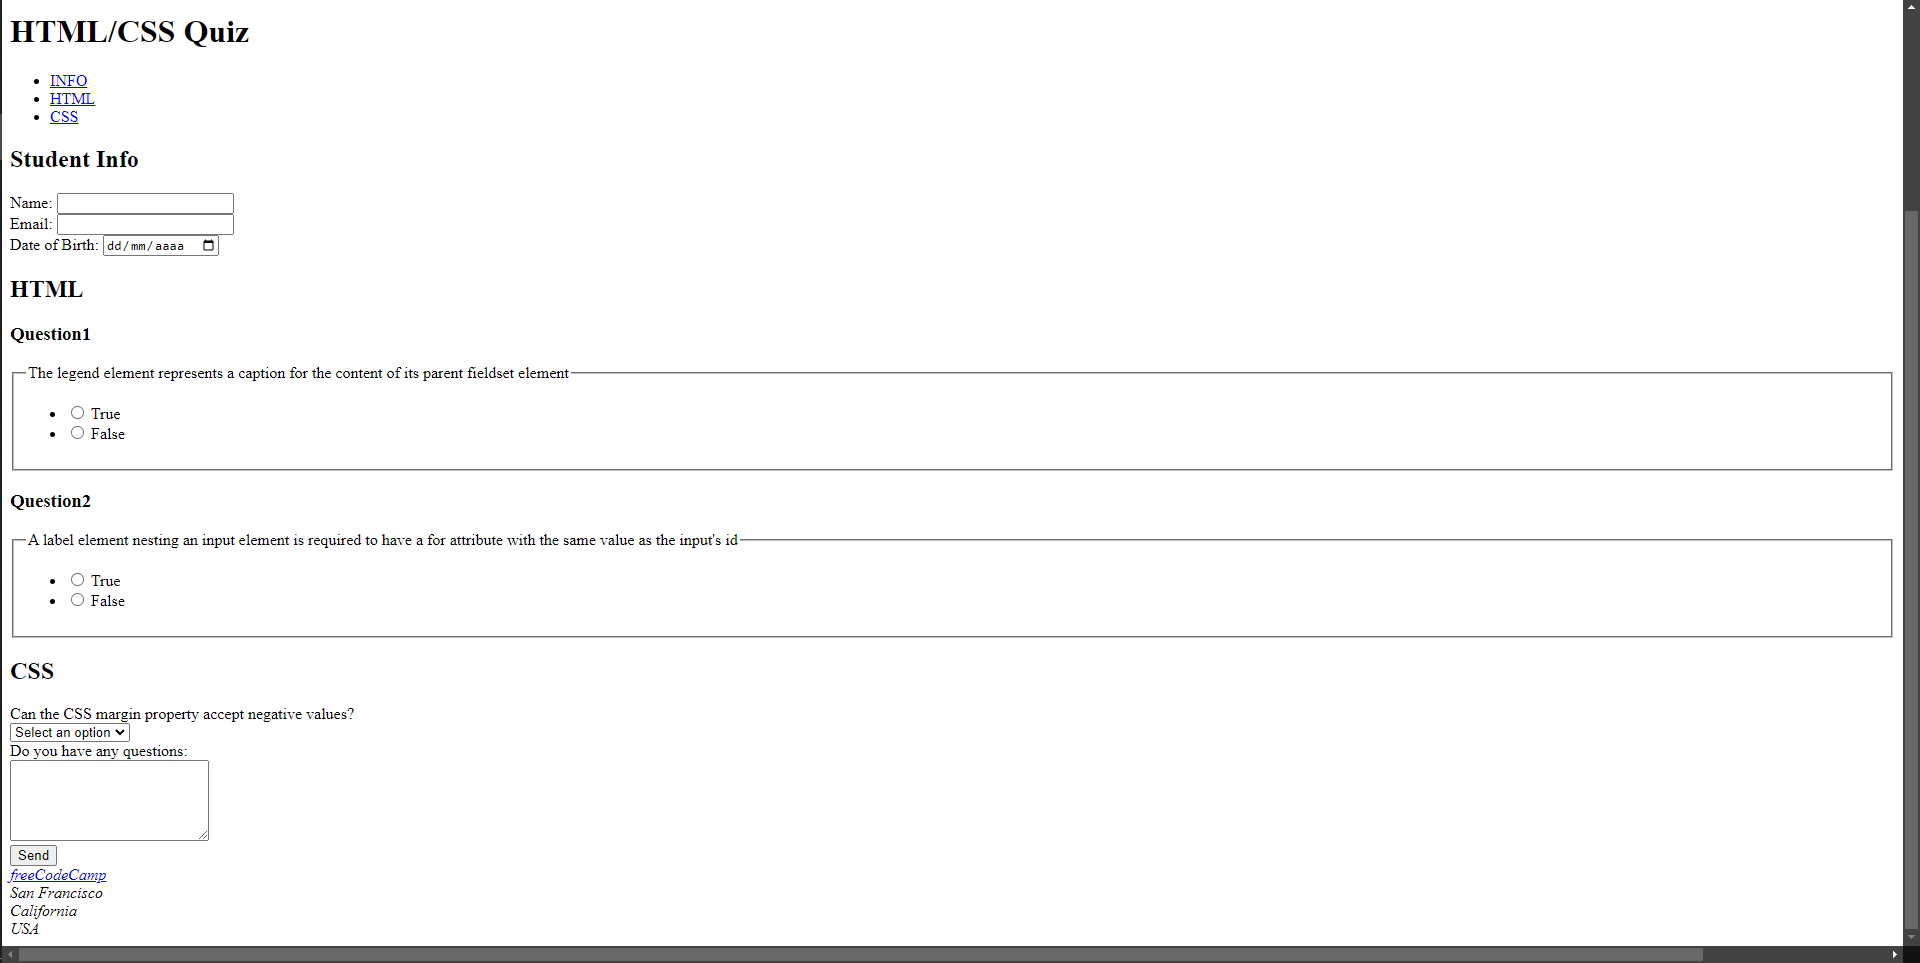 HTML/CSS Quiz
INFO
HTML
CSS
Student Info
Name:
Email:
Date of Birth: dd/mm/aaaa
HTML
Question1
The legend element represents a caption for the content of its parent fieldset element
True
False
Question2
A label element nesting an input element is required to have a for attribute with the same value as the input's id
True
False
CSS
Can the CSS margin property accept negative values?
Select an option
Do you have any questions:
Send
freeCodeCamp
San Francisco
California
USA